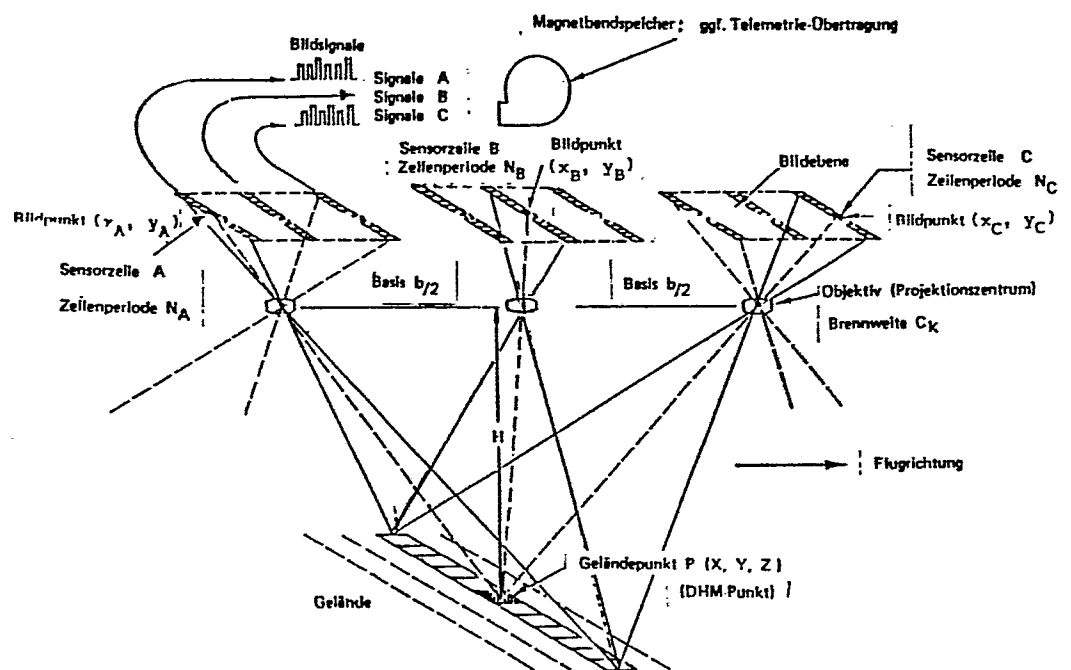 Magnetbandspeicher; ggf. Telemetrie-Übertragung
Bildsignale
Signale A
Signale B
Signale C
Sensorzeile B
Zeilenperiode N_B
Bildpunkt
(x_B, y_B)
Bildebene
Sensorzeile C
Zeilenperiode N_C
Bildpunkt (x_A, y_A)
Bildpunkt (x_C, y_C)
Sensorzeile A
Zeilenperiode N_A
Basis b/2
Basis b/2
Objektiv (Projektionszentrum)
Brennweite C_K
H
Flugrichtung
Geländepunkt P (X, Y, Z)
(DHM-Punkt)
Gelände